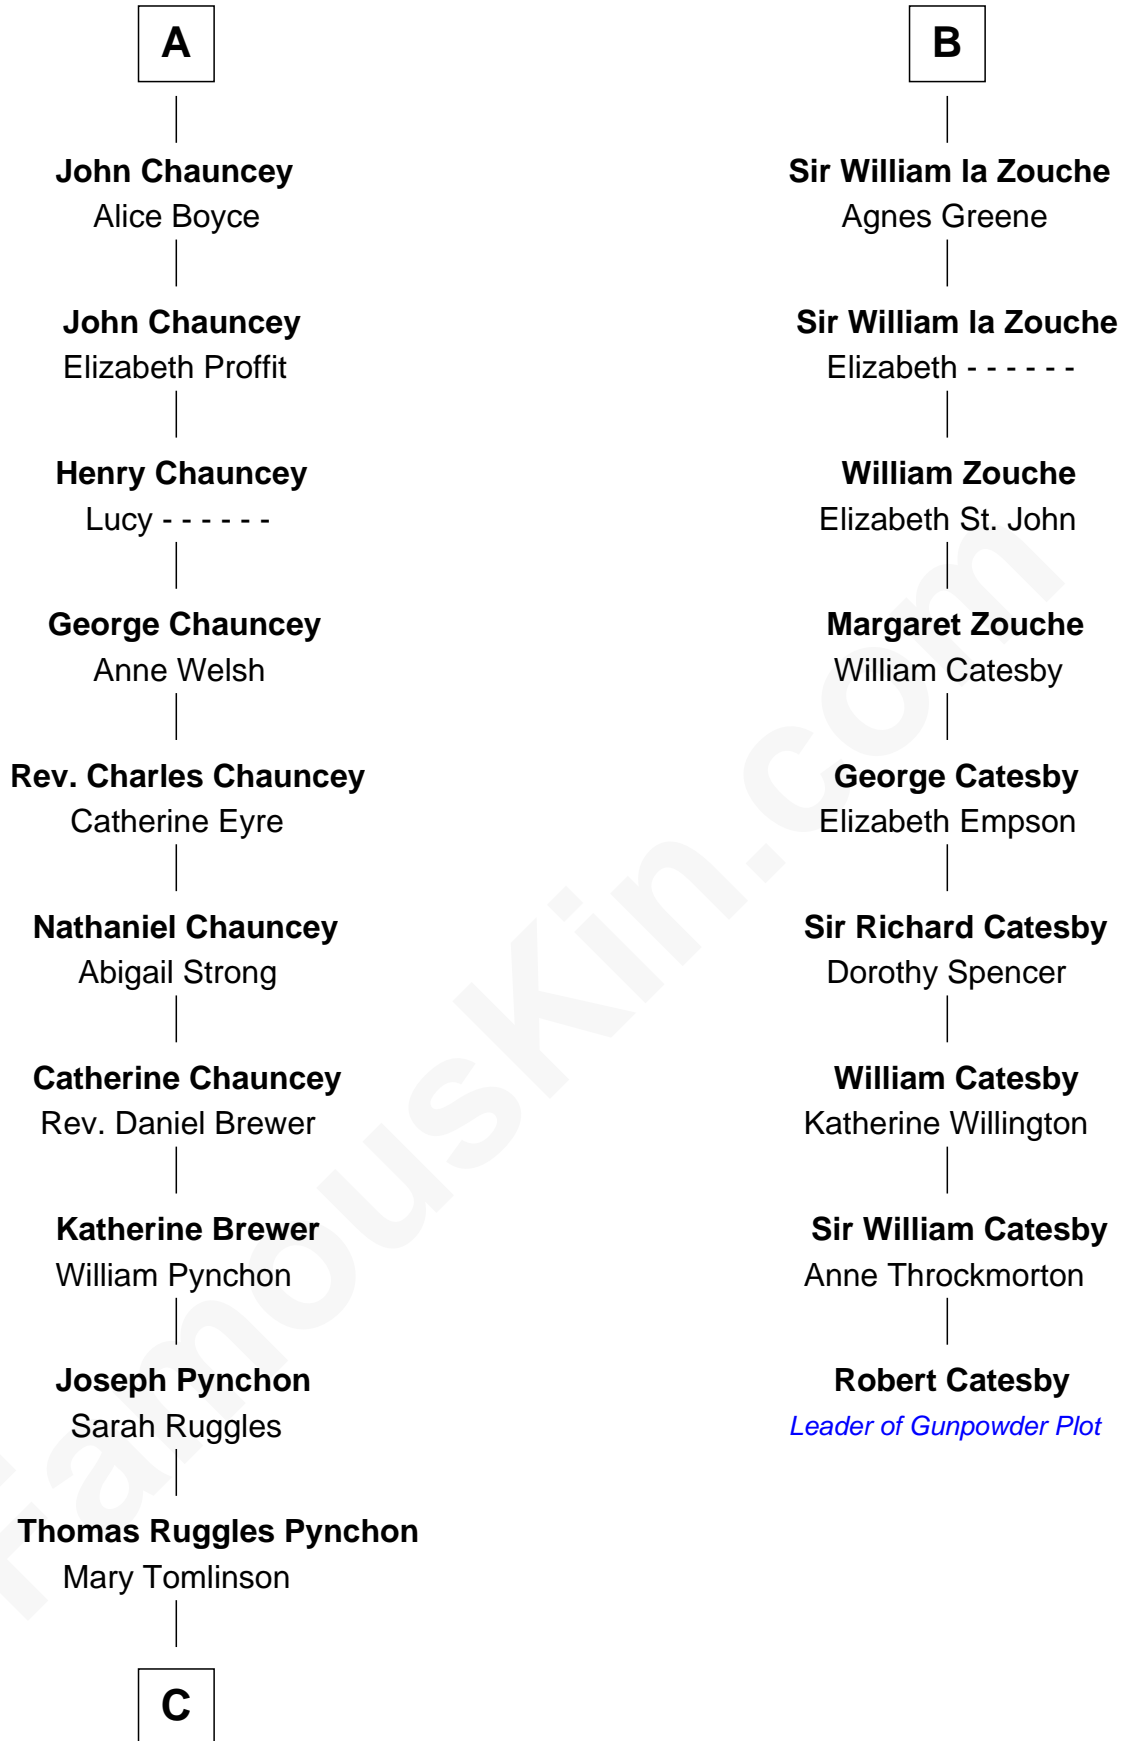 A
John Chauncey
Alice Boyce
John Chauncey
Elizabeth Proffit
Henry Chauncey
Lucy - - - - - -
George Chauncey
Anne Welsh
Rev. Charles Chauncey
Catherine Eyre
Nathaniel Chauncey
Abigail Strong
Catherine Chauncey
Rev. Daniel Brewer
Katherine Brewer
William Pynchon
Joseph Pynchon
Sarah Ruggles
Thomas Ruggles Pynchon
Mary Tomlinson
C
B
Sir William la Zouche
Agnes Greene
Sir William la Zouche
Elizabeth - - - - - -
William Zouche
Elizabeth St. John
Margaret Zouche
William Catesby
George Catesby
Elizabeth Empson
Sir Richard Catesby
Dorothy Spencer
William Catesby
Katherine Willington
Sir William Catesby
Anne Throckmorton
Robert Catesby
Leader of Gunpowder Plot
FamousKin.com